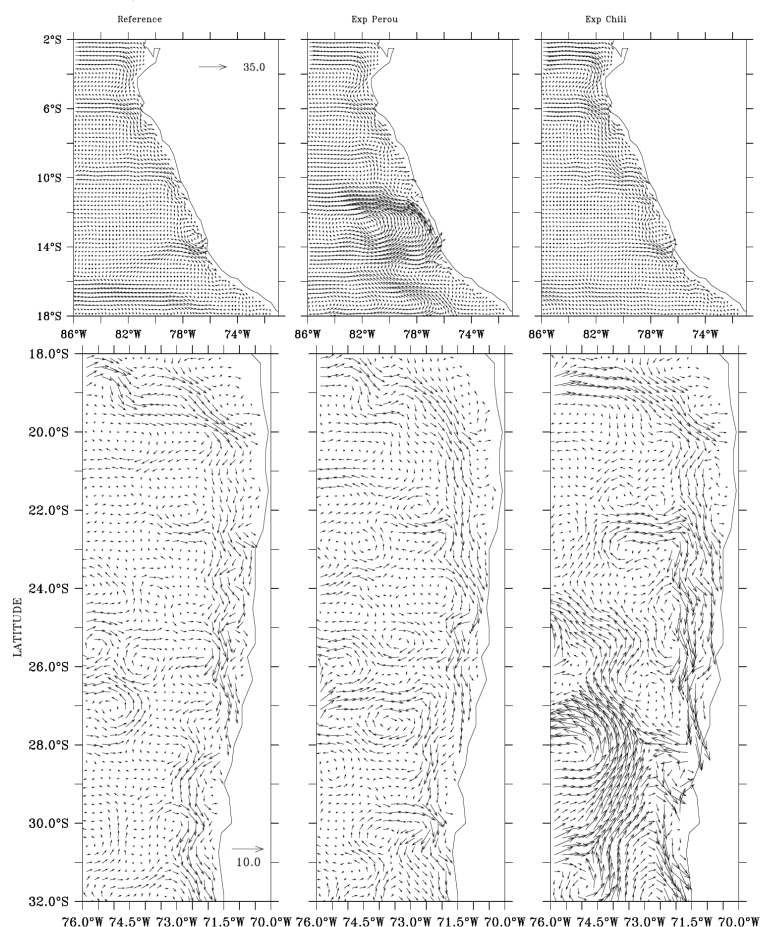 Reference Exp Perou Exp Chili
2°S
35.0
6°S
10°S
14°S
18°S
86°W 82°W 78°W 74°W 86°W 82°W 78°W 74°W 86°W 82°W 78°W 74°W
18.0°S
20.0°S
22.0°S
24.0°S
LATITUDE
26.0°S
28.0°S
30.0°S
10.0
32.0°S
76.0°W 74.5°W 73.0°W 71.5°W 70.0°W 76.0°W 74.5°W 73.0°W 71.5°W 70.0°W 76.0°W 74.5°W 73.0°W 71.5°W 70.0°W